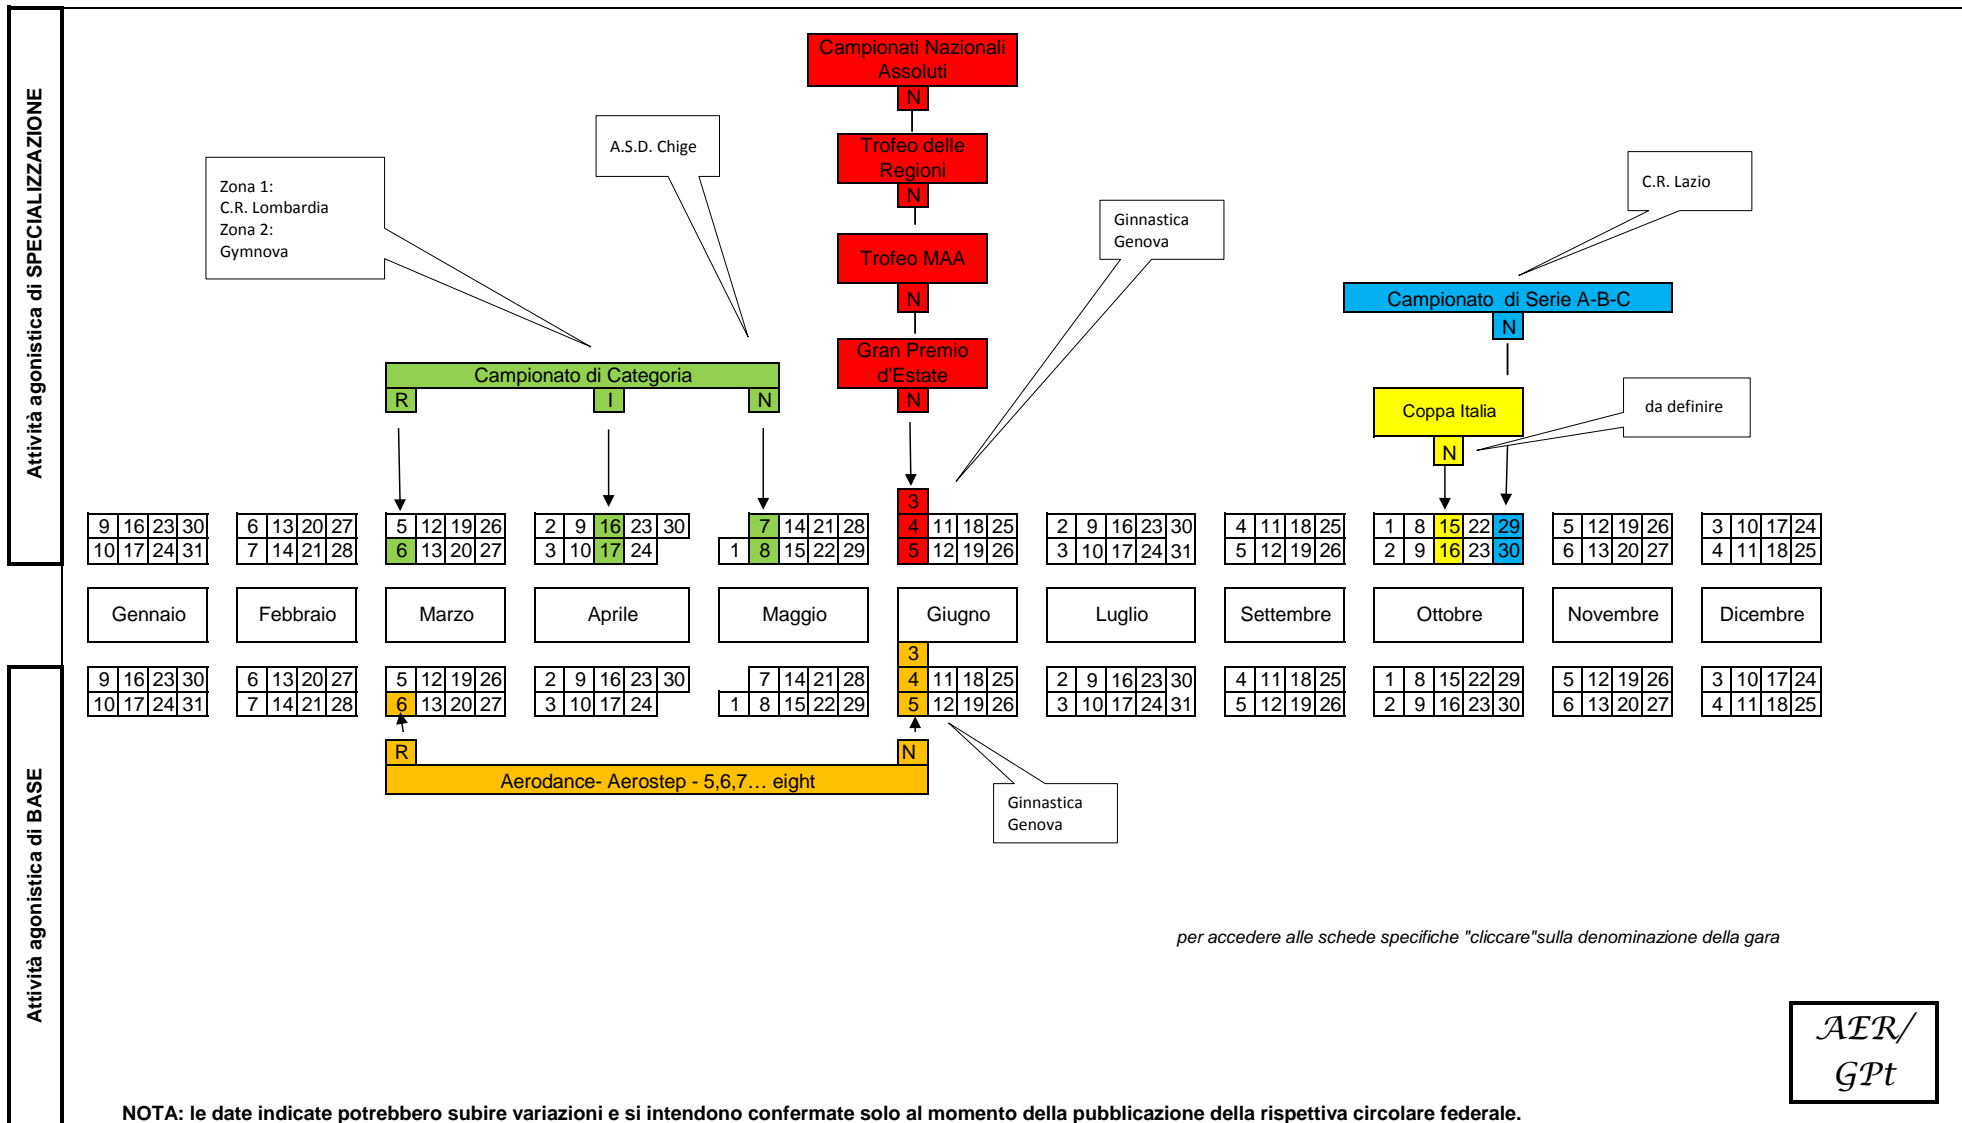 Attività agonistica di SPECIALIZZAZIONE
Campionati Nazionali
Assoluti
N
Trofeo delle
Regioni
N
Trofeo MAA
N
Gran Premio
d'Estate
N
A.S.D. Chige
Zona 1:
C.R. Lombardia
Zona 2:
Gymnova
Ginnastica
Genova
C.R. Lazio
Campionato di Serie A-B-C
N
Campionato di Categoria
R I N
Coppa Italia
N
da definire
3
9 16 23 30 6 13 20 27 5 12 19 26 2 9 16 23 30 7 14 21 28 4 11 18 25 2 9 16 23 30 4 11 18 25 1 8 15 22 29 5 12 19 26 3 10 17 24
10 17 24 31 7 14 21 28 6 13 20 27 3 10 17 24 1 8 15 22 29 5 12 19 26 3 10 17 24 31 5 12 19 26 2 9 16 23 30 6 13 20 27 4 11 18 25
Gennaio Febbraio Marzo Aprile Maggio Giugno Luglio Settembre Ottobre Novembre Dicembre
3
9 16 23 30 6 13 20 27 5 12 19 26 2 9 16 23 30 7 14 21 28 4 11 18 25 2 9 16 23 30 4 11 18 25 1 8 15 22 29 5 12 19 26 3 10 17 24
10 17 24 31 7 14 21 28 6 13 20 27 3 10 17 24 1 8 15 22 29 5 12 19 26 3 10 17 24 31 5 12 19 26 2 9 16 23 30 6 13 20 27 4 11 18 25
Attività agonistica di BASE
R N
Aerodance- Aerostep - 5,6,7... eight
Ginnastica
Genova
per accedere alle schede specifiche "cliccare"sulla denominazione della gara
AER/
GPt
NOTA: le date indicate potrebbero subire variazioni e si intendono confermate solo al momento della pubblicazione della rispettiva circolare federale.